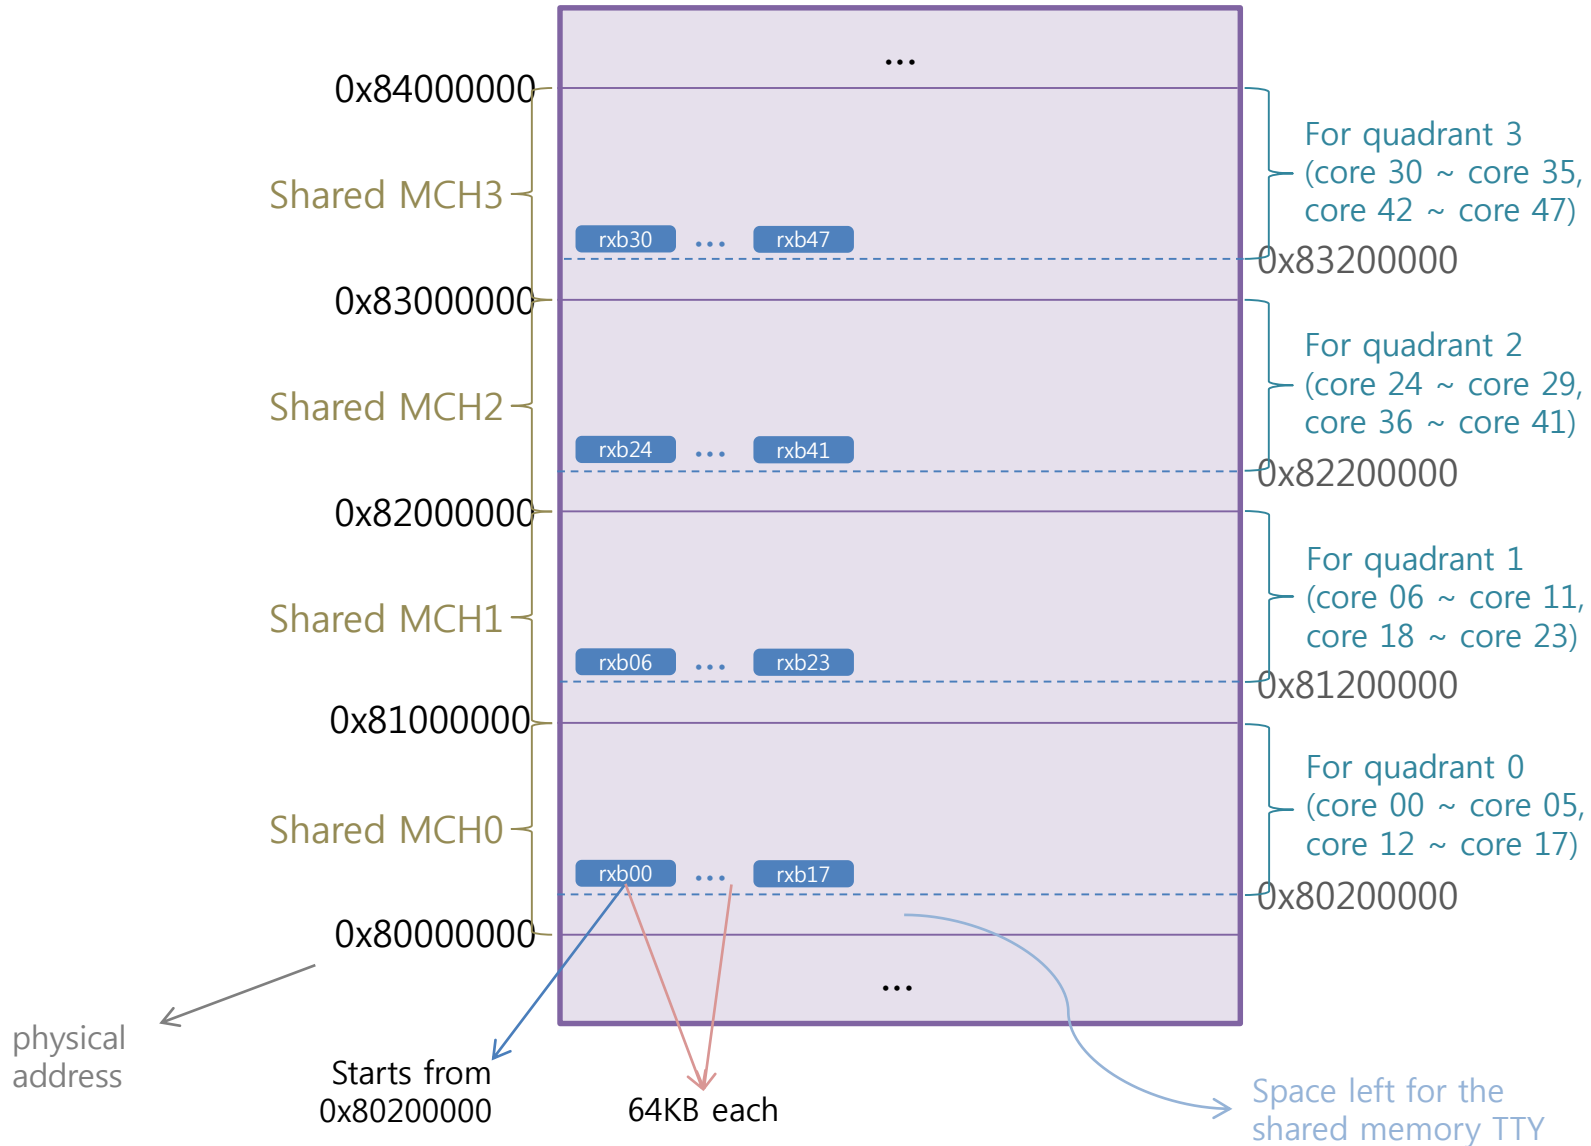 ...
0x84000000
For quadrant 3
(core 30 ~ core 35,
core 42 ~ core 47)
Shared MCH3
rxb30 ... rxb47
0x83200000
0x83000000
For quadrant 2
(core 24 ~ core 29,
core 36 ~ core 41)
Shared MCH2
rxb24 ... rxb41
0x82200000
0x82000000
For quadrant 1
(core 06 ~ core 11,
core 18 ~ core 23)
Shared MCH1
rxb06 ... rxb23
0x81200000
0x81000000
For quadrant 0
(core 00 ~ core 05,
core 12 ~ core 17)
Shared MCH0
rxb00 ... rxb17
0x80200000
0x80000000
...
physical
address
Starts from
0x80200000
64KB each
Space left for the
shared memory TTY